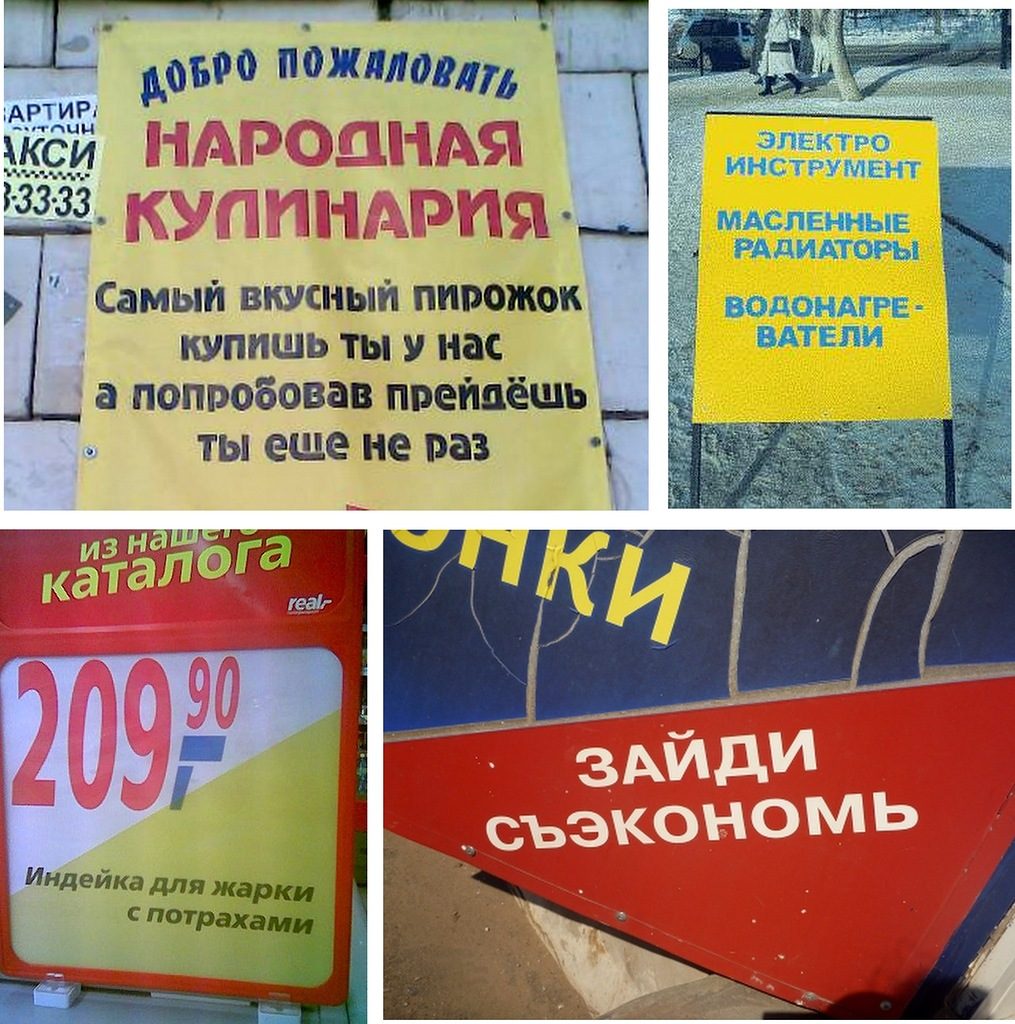 ДОБРО ПОЖАЛОВАТЬ
НАРОДНАЯ
КУЛИНАРИЯ
Самый вкусный пирожок
купишь ты у нас
а попробовав прейдёшь
ты еще не раз
АРТИР
АКСИ
3-33-33
ЭЛЕКТРО
ИНСТРУМЕНТ
МАСЛЕННЫЕ
РАДИАТОРЫ
ВОДОНАГРЕ-
ВАТЕЛИ
из нашего
каталога
real,-
209 90
Индейка для жарки
с потрахами
НКИ
ЗАЙДИ
СЪЭКОНОМЬ